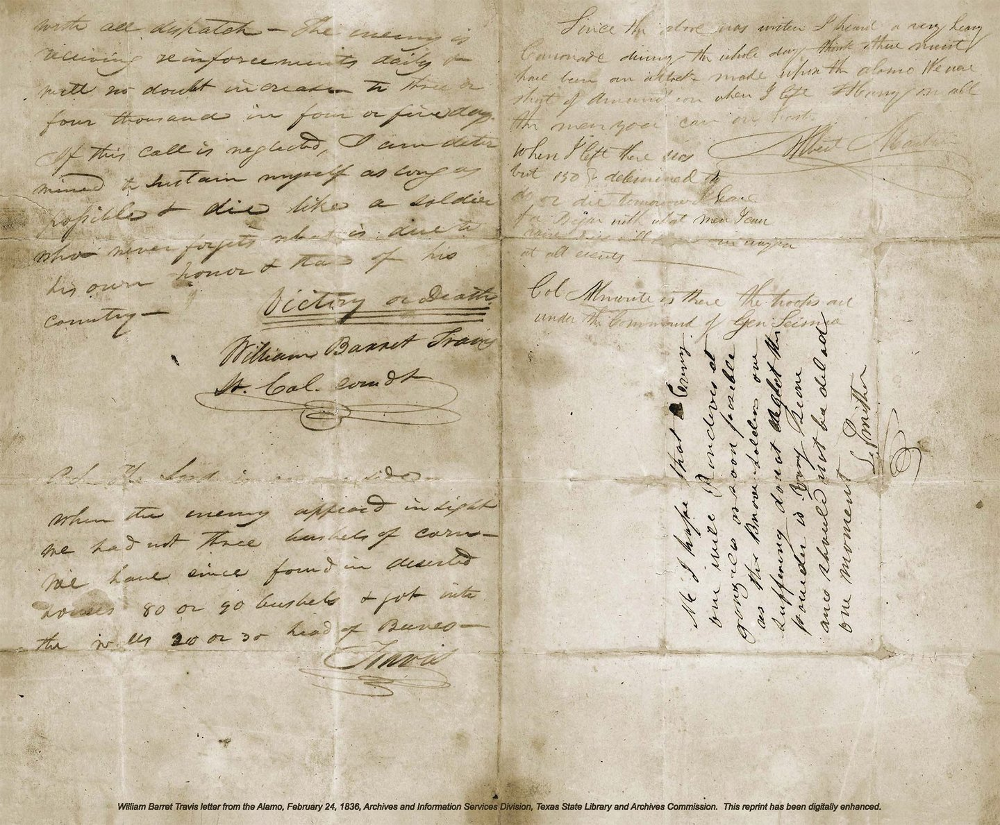 with all dispatch — The enemy is
receiving reinforcements daily &
will no doubt increase to three or
four thousand in four or five days.
If this call is neglected, I am deter
mined to sustain myself as long as
possible & die like a soldier
who never forgets what is due to
his own honor & that of his
country —
Victory or Death
William Barret Travis
Lt. Col. comdt
P.S. The Lord is on our side —
When the enemy appeard in sight
we had not three bushels of corn —
We have since found in deserted
houses 80 or 90 bushels & got into
the walls 20 or 30 head of Beeves —
Travis
Since the above was written I heard a very heavy
Canonade during the whole day think there must
have been an attack made upon the alamo We were
short of Ammunition when I left Hurry on all
the men you can in haste
Albert Martin
When I left there was
but 150 determined to
do or die tomorrow I leave
for Bejar with what men I can
at all events —
Col Almonte is there the troops are
under the Command of Gen Seisma
Nb I hope that Every
one will Randeves at
gonzales as soon poseble
as the Brave soldiers are
suffering do not neglect the
powder is very scarce
and should not be delad
one moment
L. Smither
William Barret Travis letter from the Alamo, February 24, 1836, Archives and Information Services Division, Texas State Library and Archives Commission. This reprint has been digitally enhanced.